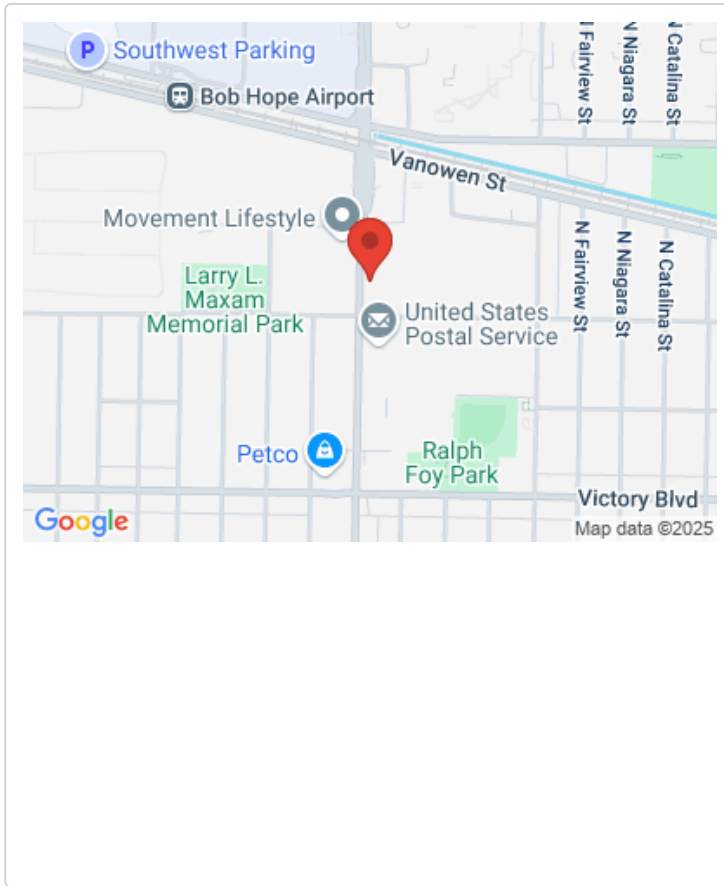 P
Southwest Parking
Bob Hope Airport
N Fairview St
N Niagara St
N Catalina St
Vanowen St
Movement Lifestyle
Larry L.
Maxam
Memorial Park
United States
Postal Service
N Fairview St
N Niagara St
N Catalina St
Petco
Ralph
Foy Park
Victory Blvd
Google
Map data ©2025